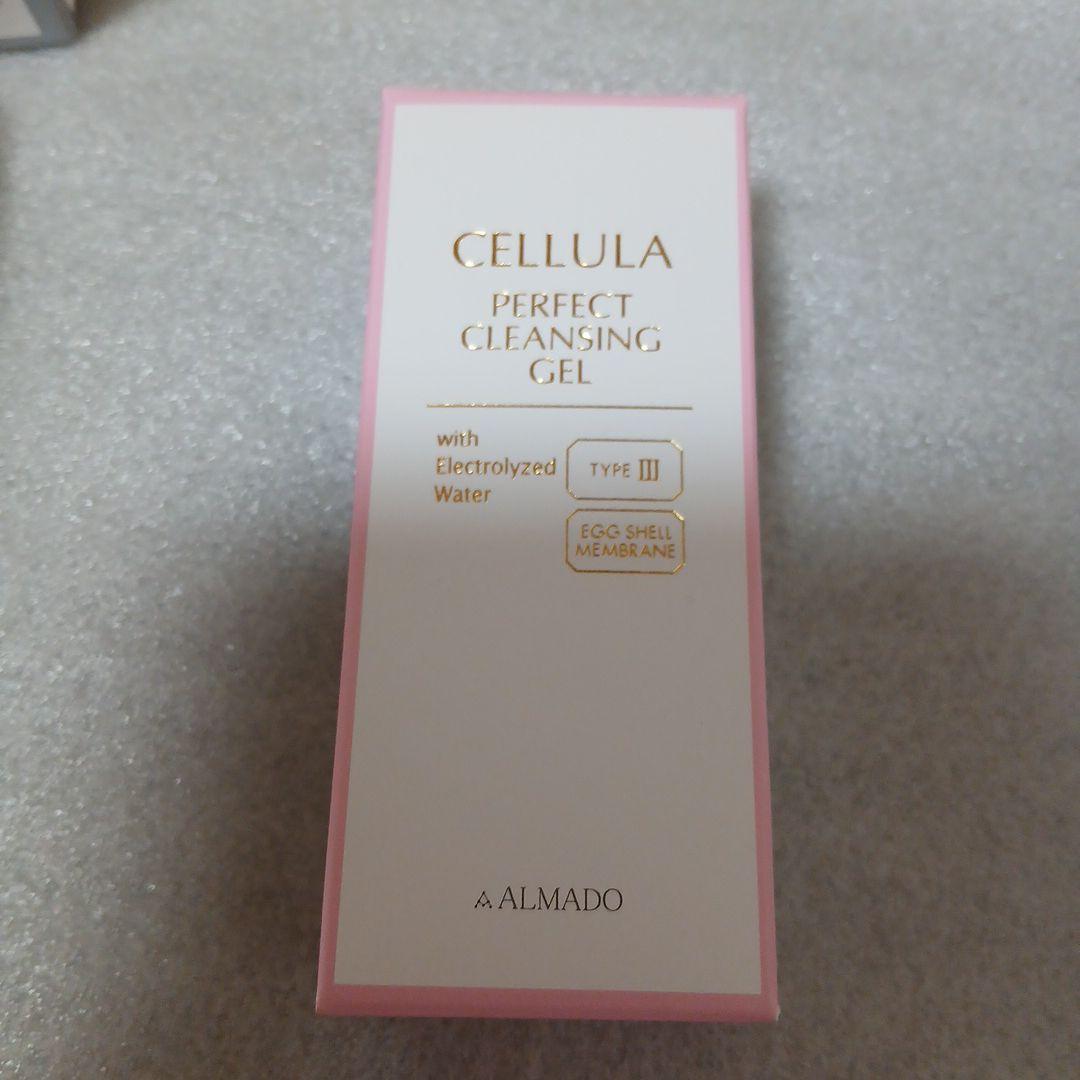 CELLULA
PERFECT
CLEANSING
GEL
with
Electrolyzed
Water
TYPE III
EGG SHELL
MEMBRANE
ALMADO